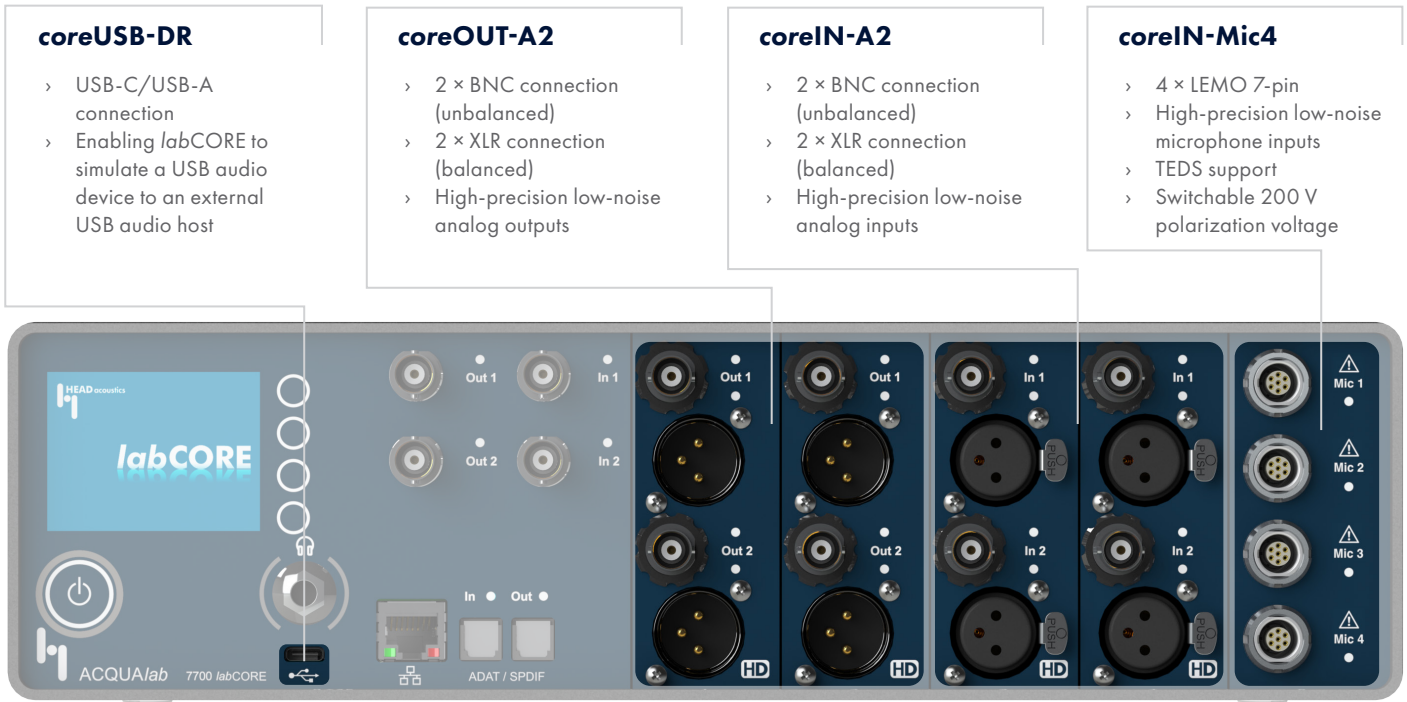 coreUSB-DR
› USB-C/USB-A
connection
› Enabling labCORE to
simulate a USB audio
device to an external
USB audio host
coreOUT-A2
› 2 × BNC connection
(unbalanced)
› 2 × XLR connection
(balanced)
› High-precision low-noise
analog outputs
coreIN-A2
› 2 × BNC connection
(unbalanced)
› 2 × XLR connection
(balanced)
› High-precision low-noise
analog inputs
coreIN-Mic4
› 4 × LEMO 7-pin
› High-precision low-noise
microphone inputs
› TEDS support
› Switchable 200 V
polarization voltage
HEAD acoustics
labCORE
Out 1
In 1
Out 2
In 2
In
Out
ADAT / SPDIF
ACQUAlab
7700 labCORE
Out 1
Out 2
HD
Out 1
Out 2
HD
In 1
PUSH
In 2
PUSH
HD
In 1
PUSH
In 2
PUSH
HD
Mic 1
Mic 2
Mic 3
Mic 4